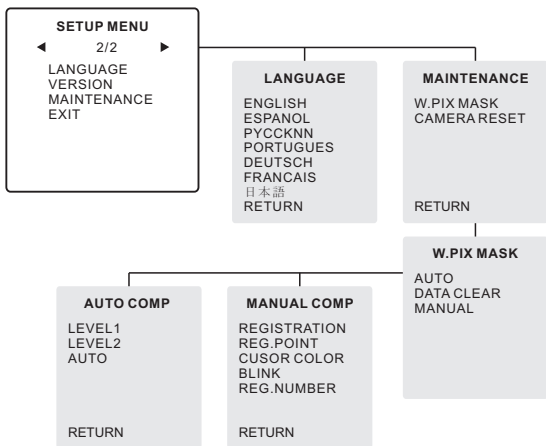 SETUP MENU
◀ 2/2 ▶
LANGUAGE
VERSION
MAINTENANCE
EXIT
LANGUAGE
ENGLISH
ESPANOL
PYCCKNN
PORTUGUES
DEUTSCH
FRANCAIS
日本語
RETURN
MAINTENANCE
W.PIX MASK
CAMERA RESET
RETURN
W.PIX MASK
AUTO
DATA CLEAR
MANUAL
AUTO COMP
LEVEL1
LEVEL2
AUTO
RETURN
MANUAL COMP
REGISTRATION
REG.POINT
CUSOR COLOR
BLINK
REG.NUMBER
RETURN